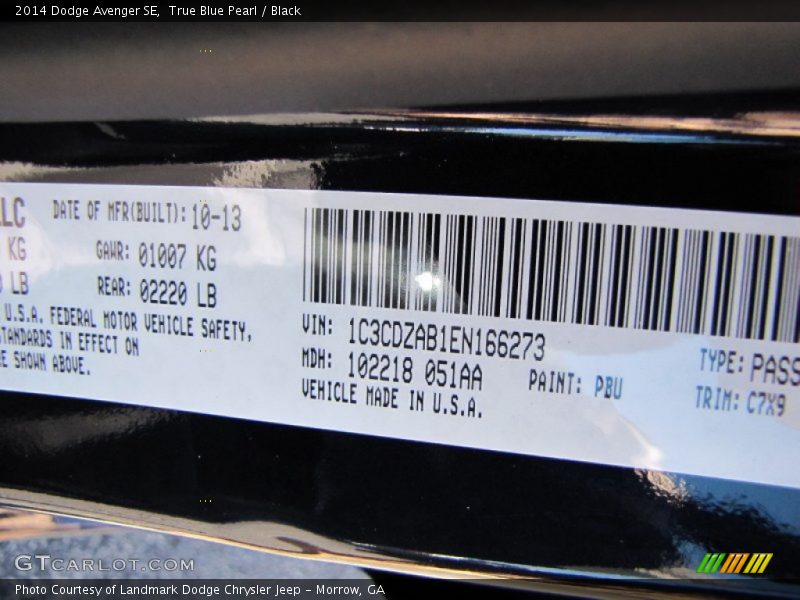 2014 Dodge Avenger SE, True Blue Pearl / Black
LLC DATE OF MFR(BUILT): 10-13
KG GAWR: 01007 KG
LB REAR: 02220 LB
U.S.A. FEDERAL MOTOR VEHICLE SAFETY,
STANDARDS IN EFFECT ON
SHOWN ABOVE.
VIN: 1C3CDZAB1EN166273
MDH: 102218 051AA
VEHICLE MADE IN U.S.A.
PAINT: PBU
TYPE: PASS
TRIM: C7X9
GTCARLOT.COM
Photo Courtesy of Landmark Dodge Chrysler Jeep – Morrow, GA